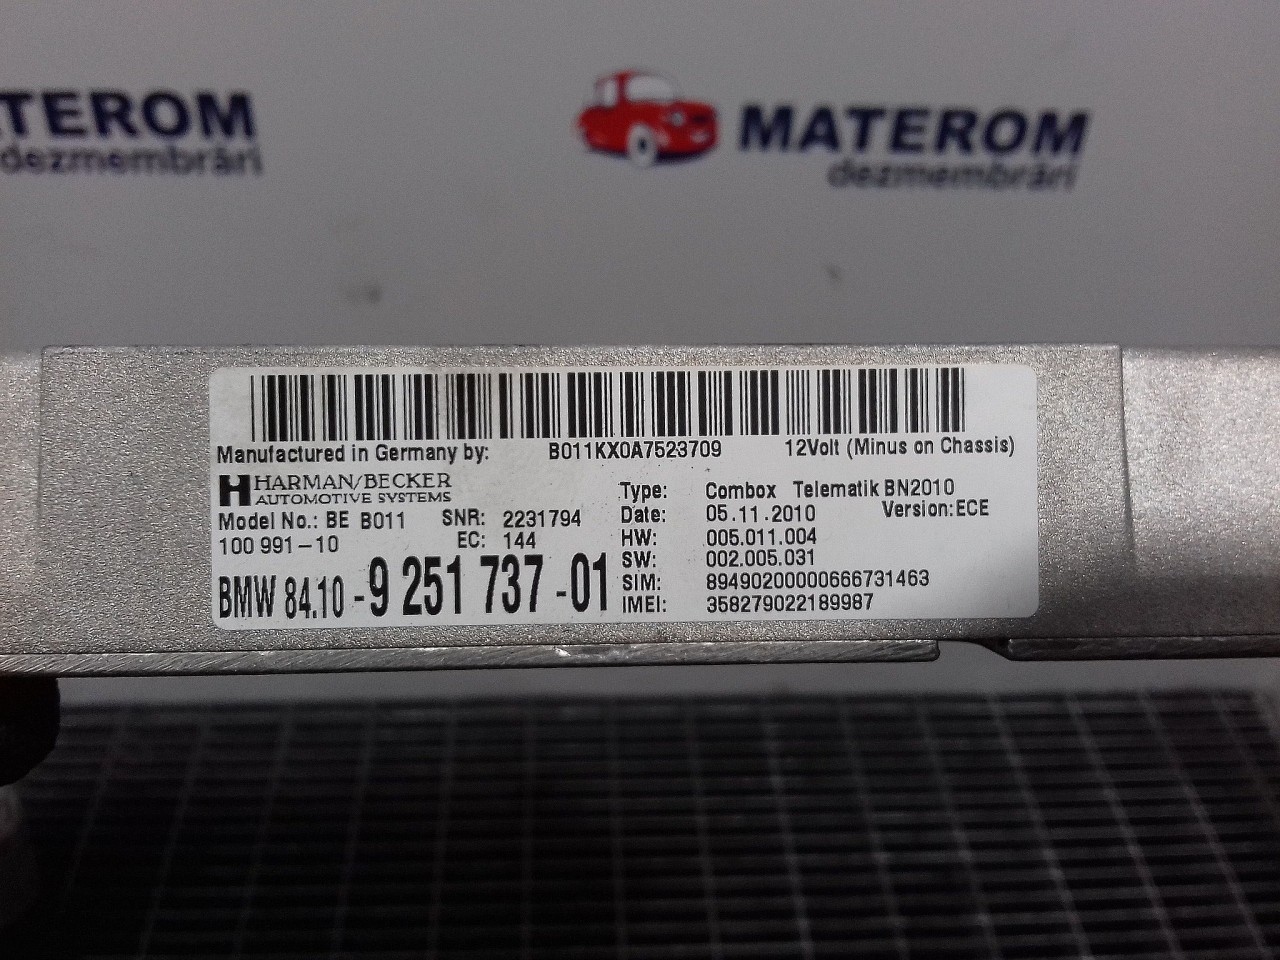 ATEROM
dezmembrări
MATEROM
dezmembrări
Manufactured in Germany by: B011KX0A7523709 12Volt (Minus on Chassis)
HARMAN/BECKER
AUTOMOTIVE SYSTEMS
Model No.: BE B011 SNR: 2231794
100 991-10 EC: 144
BMW 84.10 -9 251 737 -01
Type: Combox Telematik BN2010
Date: 05.11.2010 Version: ECE
HW: 005.011.004
SW: 002.005.031
SIM: 89490200000666731463
IMEI: 358279022189987